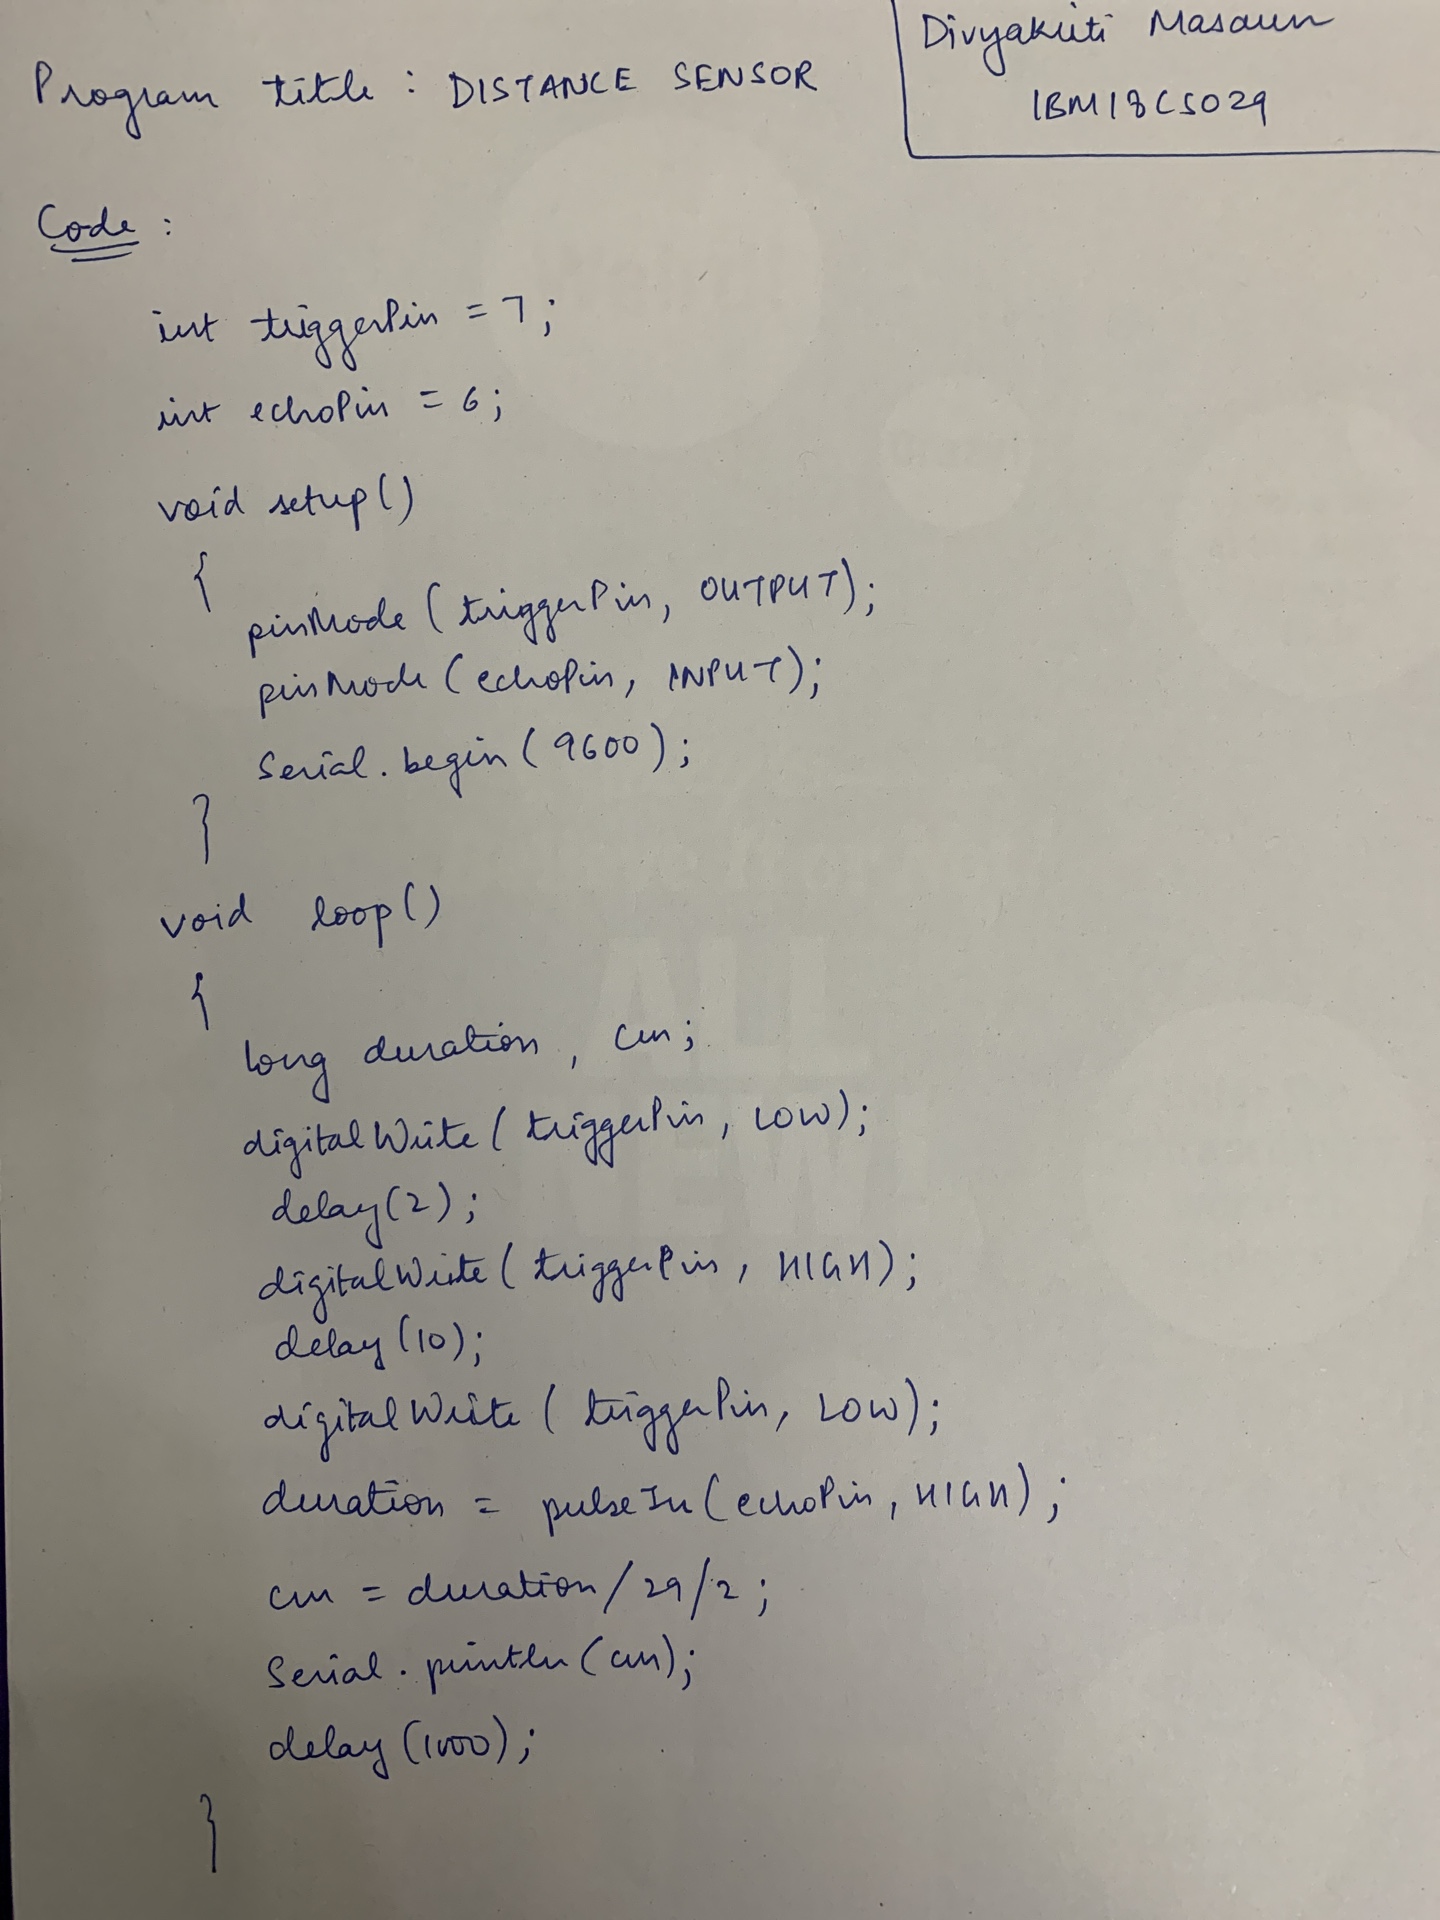 Divyakriti Masaun
1BM18CS029
Program title : DISTANCE SENSOR
Code :
int triggerPin = 7;
int echoPin = 6;
void setup()
{
pinMode (triggerPin, OUTPUT);
pinMode (echoPin, INPUT);
Serial.begin (9600);
}
void loop()
{
long duration, cm;
digitalWrite (triggerPin, LOW);
delay(2);
digitalWrite (triggerPin, HIGH);
delay (10);
digitalWrite (triggerPin, LOW);
duration = pulseIn (echoPin, HIGH);
cm = duration/29/2;
Serial.println (cm);
delay (1000);
}